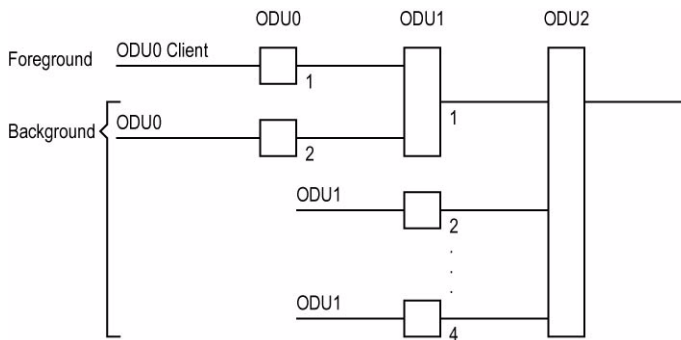 ODU0 ODU1 ODU2
Foreground ODU0 Client
1
Background ODU0
1
2
ODU1
2
.
.
.
ODU1
4